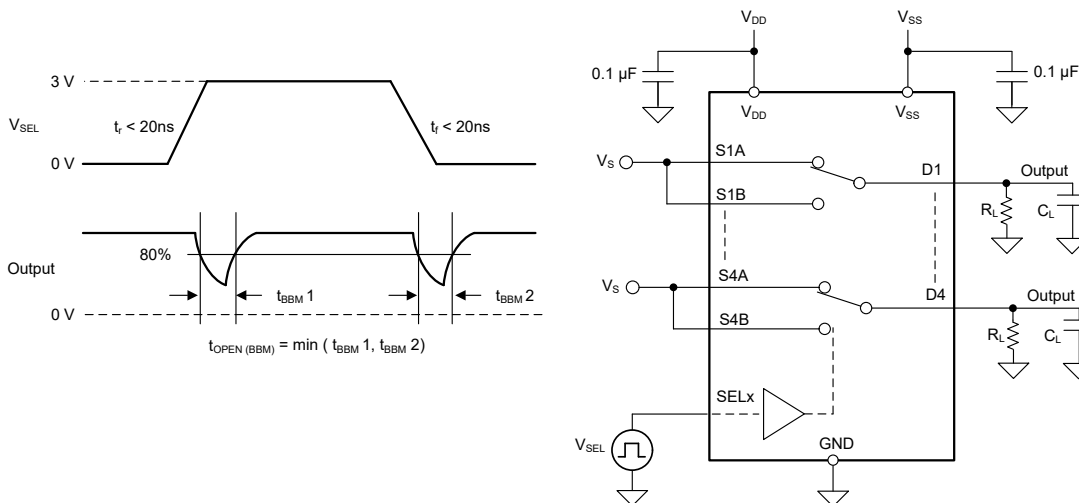 3 V
V_SEL
t_r < 20ns
t_f < 20ns
0 V
80%
Output
t_BBM 1
t_BBM 2
0 V
t_OPEN (BBM) = min ( t_BBM 1, t_BBM 2)
V_DD
V_SS
0.1 µF
0.1 µF
V_DD
V_SS
V_S
S1A
D1
Output
S1B
R_L
C_L
V_S
S4A
D4
Output
S4B
R_L
C_L
SELx
V_SEL
GND